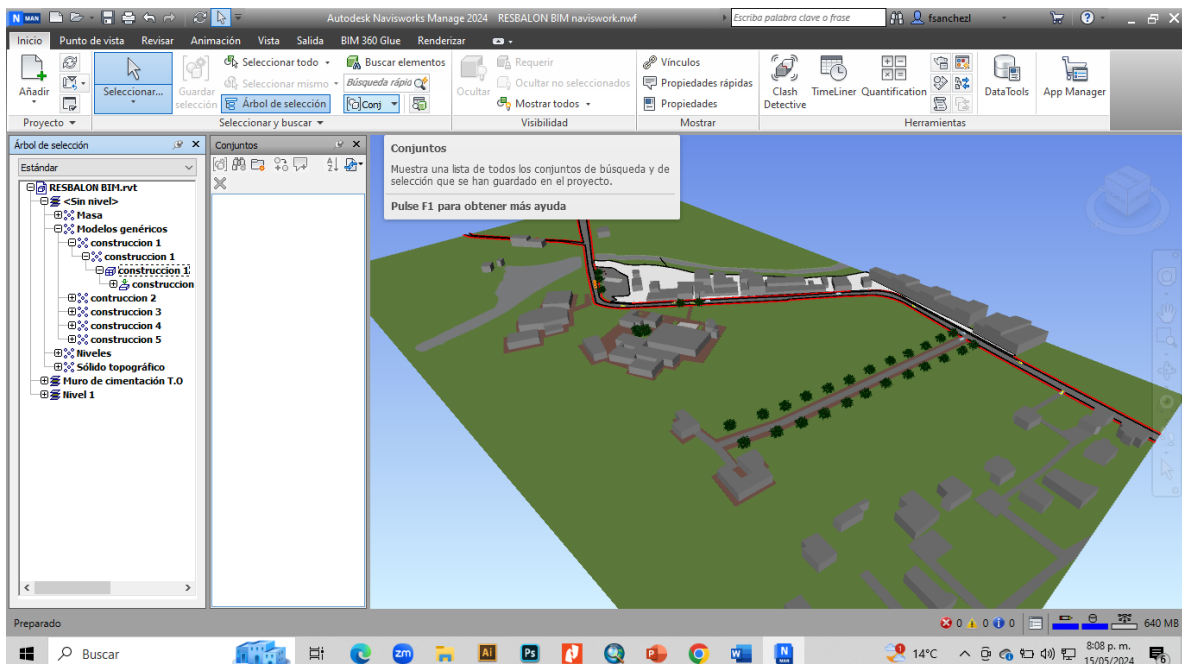 N MAN
Autodesk Navisworks Manage 2024 RESBALON BIM naviswork.nwf
Escriba palabra clave o frase
fsanchezl
Inicio Punto de vista Revisar Animación Vista Salida BIM 360 Glue Renderizar
Añadir
Seleccionar...
Guardar selección
Seleccionar todo
Seleccionar mismo
Árbol de selección
Buscar elementos
Búsqueda rápio
Conj
Ocultar
Requerir
Ocultar no seleccionados
Mostrar todos
Vínculos
Propiedades rápidas
Propiedades
Clash Detective
TimeLiner
Quantification
DataTools
App Manager
Proyecto
Seleccionar y buscar
Visibilidad
Mostrar
Herramientas
Árbol de selección
Conjuntos
Estándar
RESBALON BIM.rvt
<Sin nivel>
Masa
Modelos genéricos
construccion 1
construccion 1
construccion 1
construccion
contruccion 2
construccion 3
construccion 4
construccion 5
Niveles
Sólido topográfico
Muro de cimentación T.O
Nivel 1
Conjuntos
Muestra una lista de todos los conjuntos de búsqueda y de
selección que se han guardado en el proyecto.
Pulse F1 para obtener más ayuda
Preparado
0 0 0
640 MB
Buscar
14°C
8:08 p. m.
15/05/2024